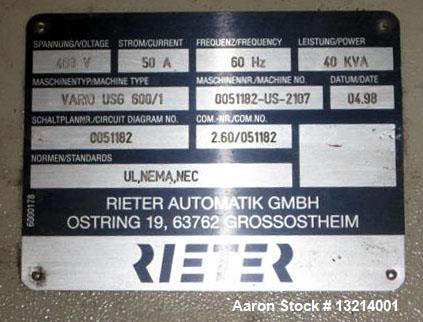 SPANNUNG/VOLTAGE STROM/CURRENT FREQUENZ/FREQUENCY LEISTUNG/POWER
460 V 50 A 60 Hz 40 KVA
MASCHINENTYP/MACHINE TYPE MASCHINENNR./MACHINE NO. DATUM/DATE
VARIO USG 600/1 0051182-US-2107 04.98
SCHALTPLANNR./CIRCUIT DIAGRAM NO. COM.-NR./COM NO.
0051182 2.60/051182
NORMEN/STANDARDS
UL,NEMA,NEC
6000178
RIETER AUTOMATIK GMBH
OSTRING 19, 63762 GROSSOSTHEIM
RIETER
Aaron Stock # 13214001